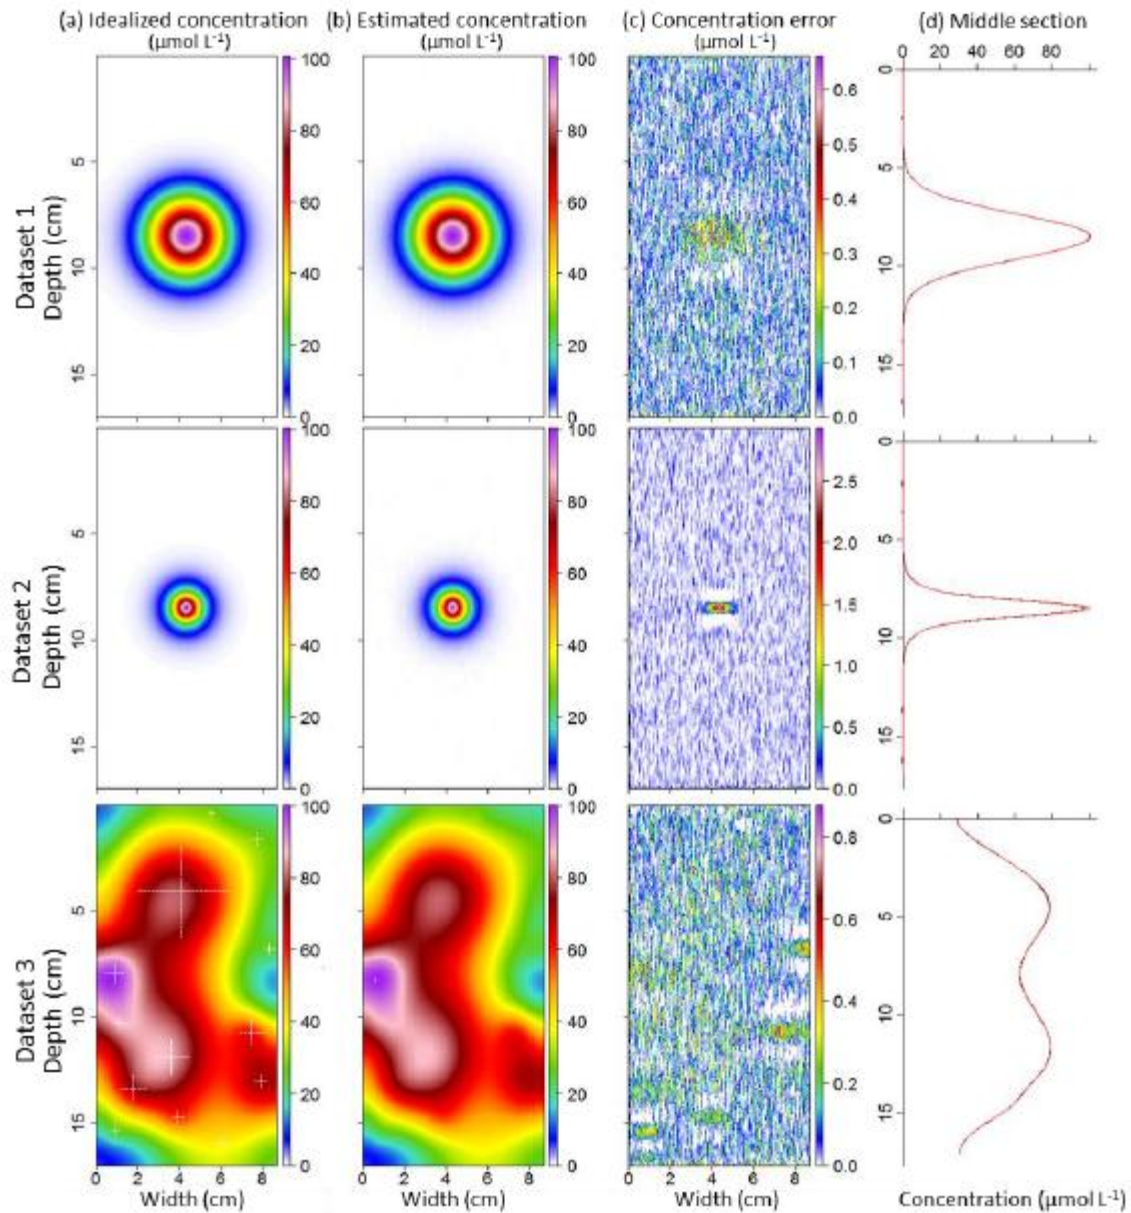 (a) Idealized concentration (b) Estimated concentration (c) Concentration error (d) Middle section
(µmol L-1) (µmol L-1) (µmol L-1) 0 20 40 60 80
100 100 0
80 80 0.6
5 60 60 0.5 5
0.4
10 40 40 0.3 10
0.2
15 20 20 0.1 15
0 0 0.0
Dataset 1
Depth (cm)
100 100 0
80 80 2.5
5 60 60 2.0 5
1.5
10 40 40 1.0 10
15 20 20 0.5 15
0 0 0.0
Dataset 2
Depth (cm)
100 100 0
80 80 0.8
5 60 60 0.6 5
10 40 40 0.4 10
15 20 20 0.2 15
0 0 0.0
Dataset 3
Depth (cm)
0 2 4 6 8 0 2 4 6 8 0 2 4 6 8
Width (cm) Width (cm) Width (cm) Concentration (µmol L-1)